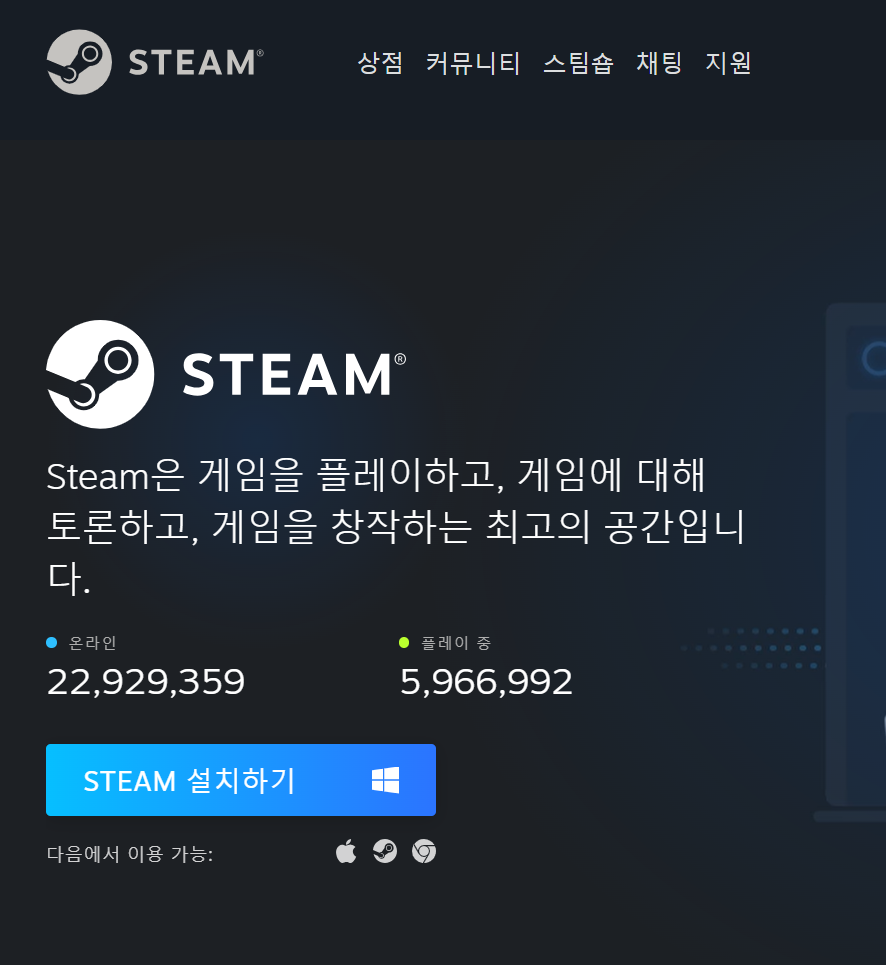 STEAM®
상점 커뮤니티 스팀숍 채팅 지원
STEAM®
Steam은 게임을 플레이하고, 게임에 대해
토론하고, 게임을 창작하는 최고의 공간입니
다.
온라인 플레이 중
22,929,359 5,966,992
STEAM 설치하기
다음에서 이용 가능: